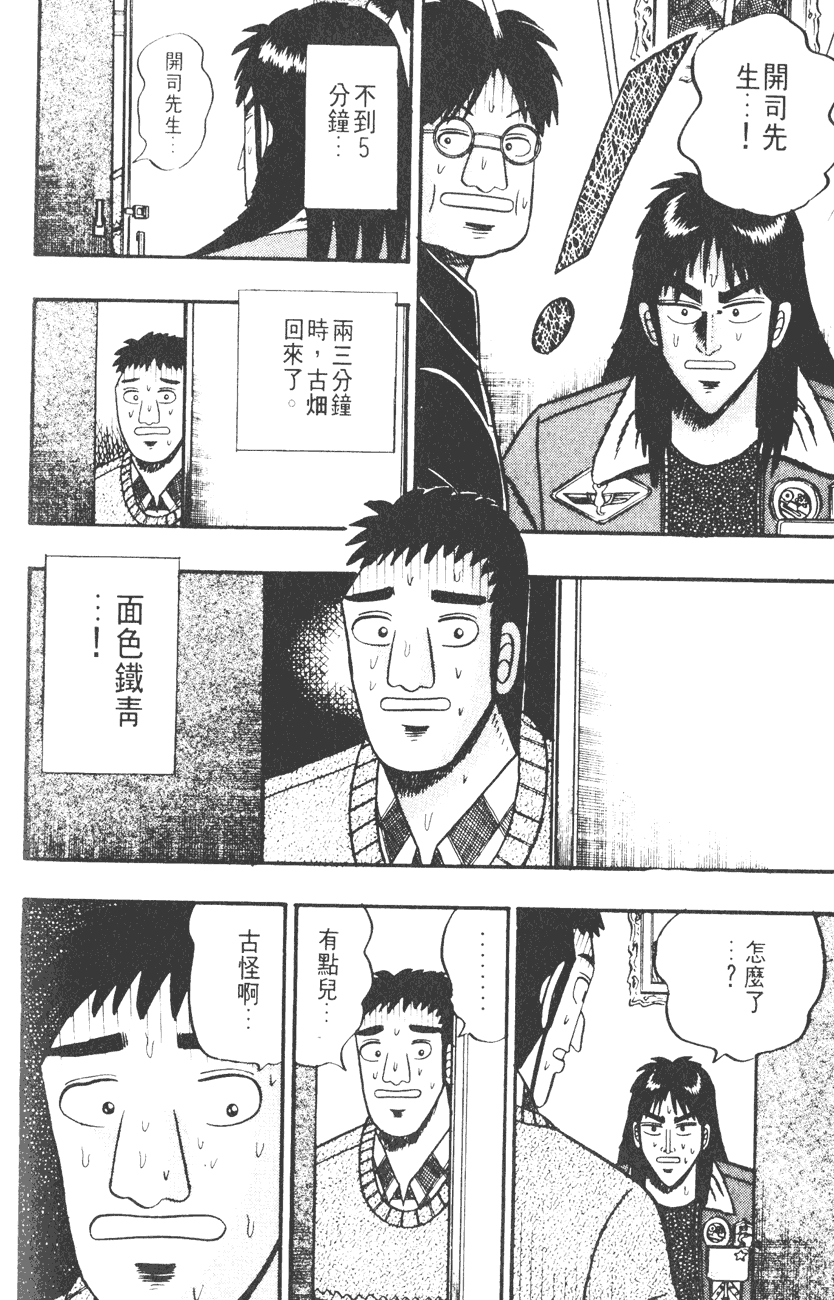 開司先
生…！
不到5
分鐘…
開司先生…
兩三分鐘
時，古畑
回來了。
面色鐵青
…！
怎麼了
…？
………
有點兒…
古怪啊…